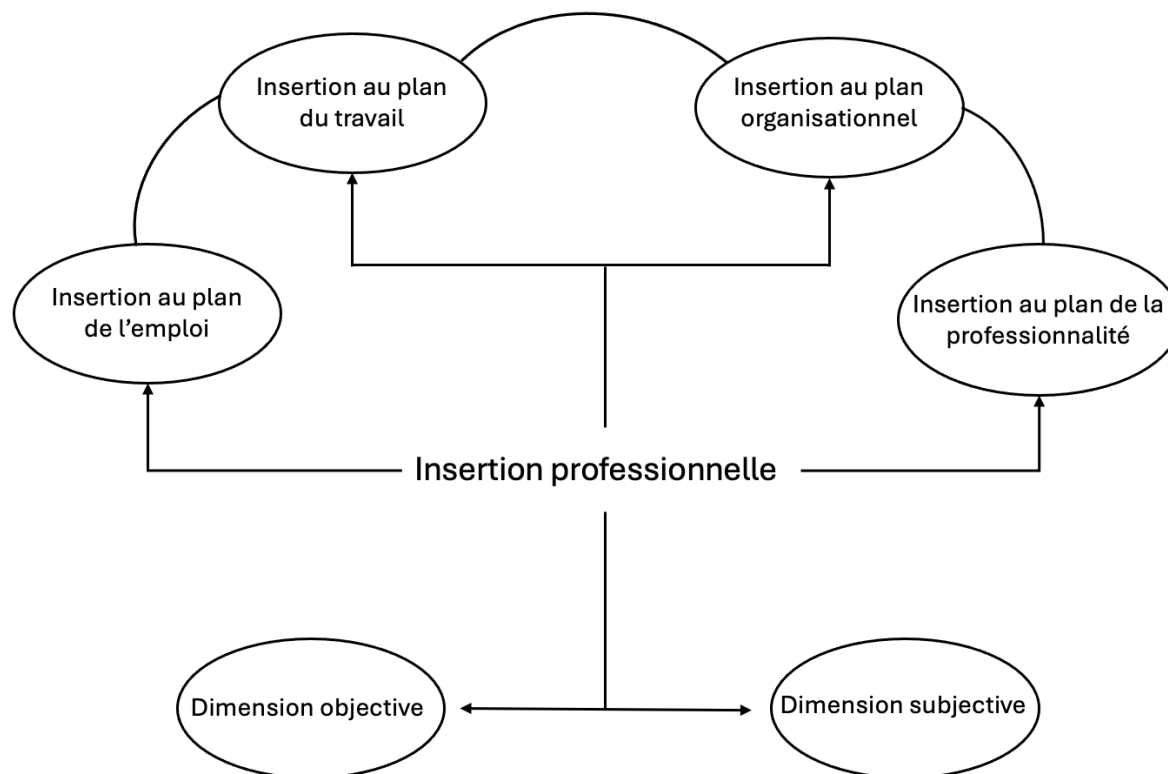 Insertion au plan
du travail
Insertion au plan
organisationnel
Insertion au plan
de l’emploi
Insertion au plan de la
professionnalité
Insertion professionnelle
Dimension objective
Dimension subjective